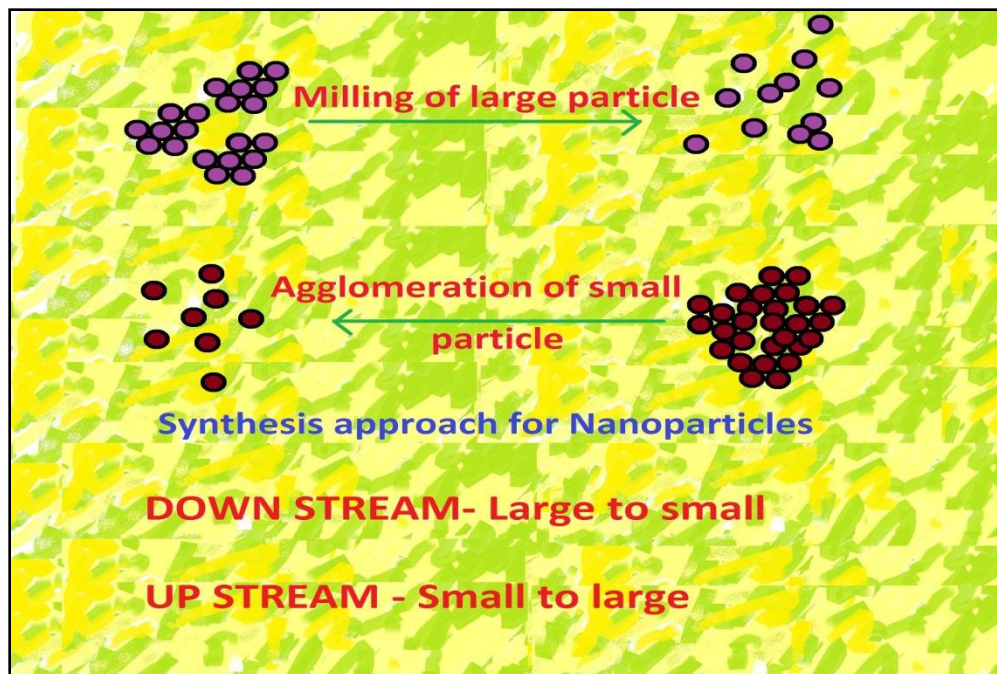 Milling of large particle
Agglomeration of small
particle
Synthesis approach for Nanoparticles
DOWN STREAM- Large to small
UP STREAM - Small to large